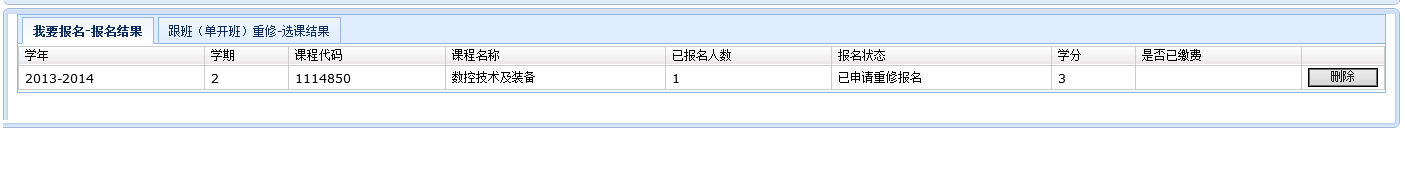 我要报名-报名结果 跟班（单开班）重修-选课结果
学年 学期 课程代码 课程名称 已报名人数 报名状态 学分 是否已缴费
2013-2014 2 1114850 数控技术及装备 1 已申请重修报名 3 删除